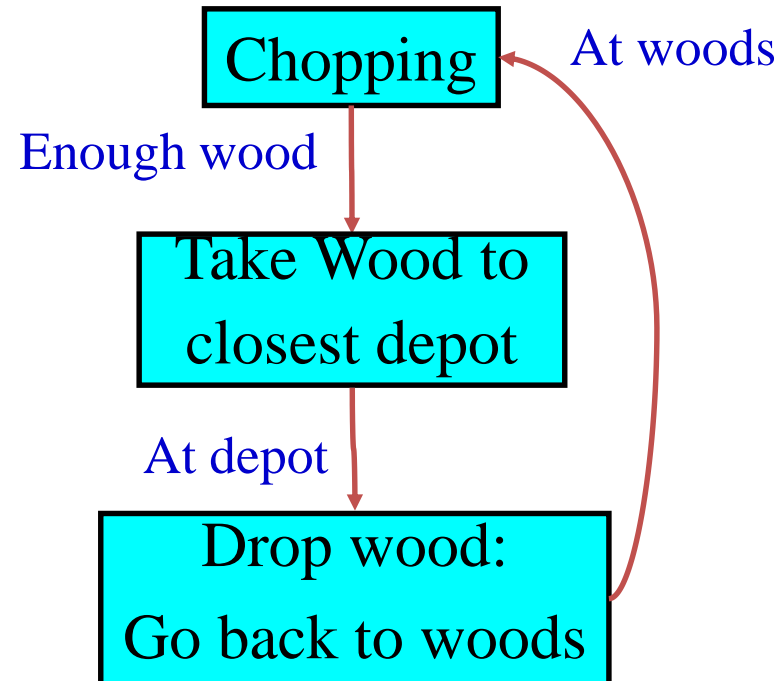 Chopping
At woods
Enough wood
Take Wood to
closest depot
At depot
Drop wood:
Go back to woods